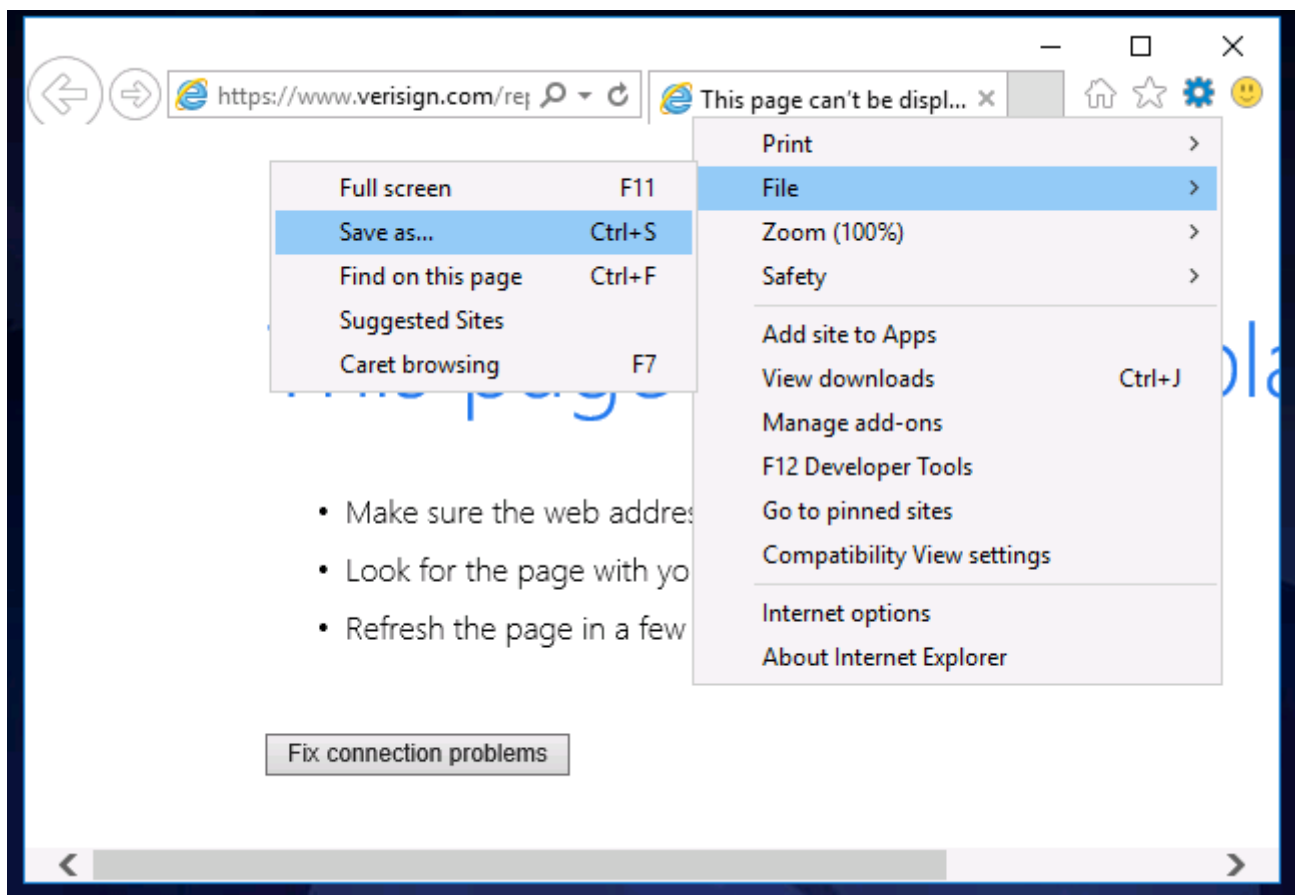 https://www.verisign.com/rep
This page can't be displ...
Print
File
Zoom (100%)
Safety
Add site to Apps
View downloads Ctrl+J
Manage add-ons
F12 Developer Tools
Go to pinned sites
Compatibility View settings
Internet options
About Internet Explorer
Full screen F11
Save as... Ctrl+S
Find on this page Ctrl+F
Suggested Sites
Caret browsing F7
This page
• Make sure the web addres
• Look for the page with yo
• Refresh the page in a few
Fix connection problems